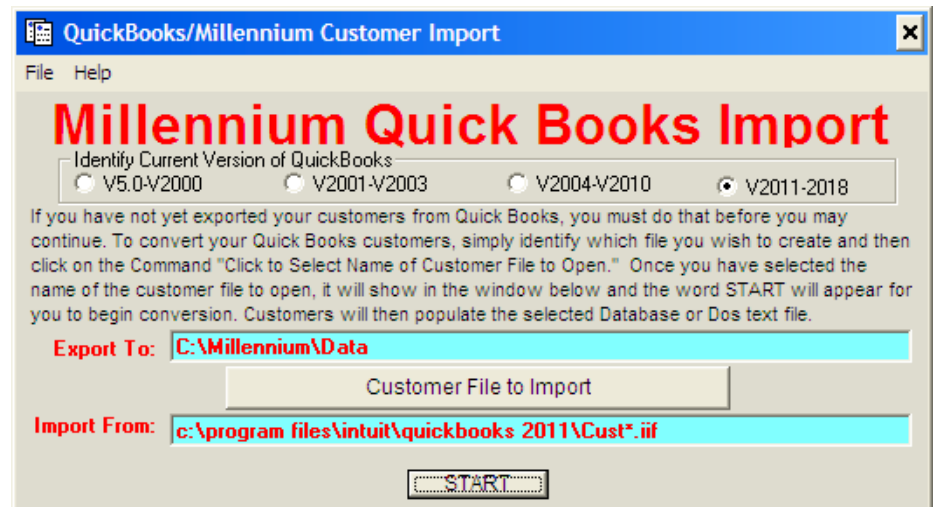 QuickBooks/Millennium Customer Import
File Help
Millennium Quick Books Import
Identify Current Version of QuickBooks
V5.0-V2000 V2001-V2003 V2004-V2010 V2011-2018
If you have not yet exported your customers from Quick Books, you must do that before you may
continue. To convert your Quick Books customers, simply identify which file you wish to create and then
click on the Command "Click to Select Name of Customer File to Open." Once you have selected the
name of the customer file to open, it will show in the window below and the word START will appear for
you to begin conversion. Customers will then populate the selected Database or Dos text file.
Export To: C:\Millennium\Data
Customer File to Import
Import From: c:\program files\intuit\quickbooks 2011\Cust*.iif
START